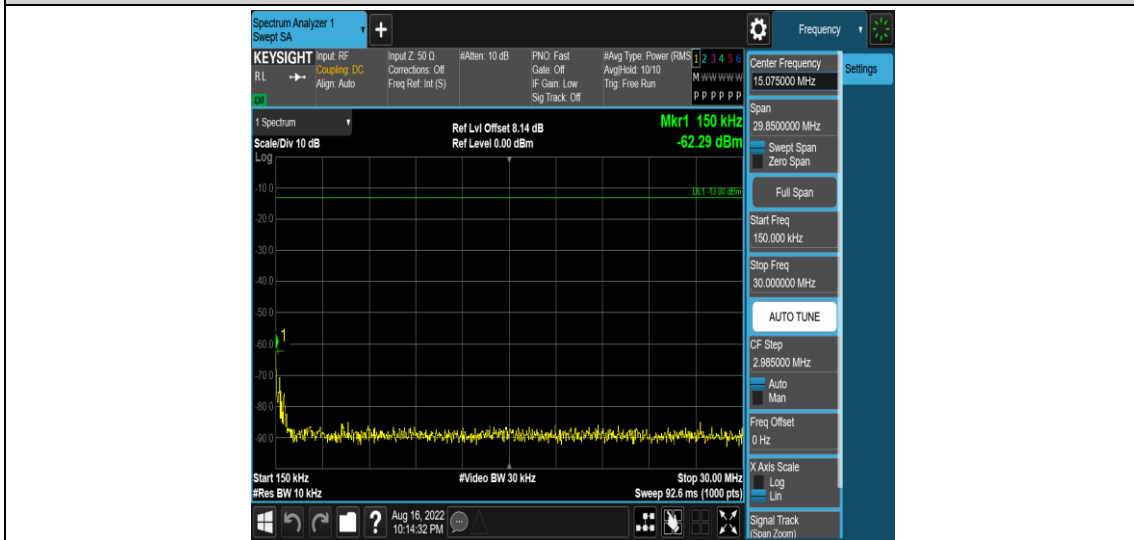 Spectrum Analyzer 1
Swept SA
+
Frequency
KEYSIGHT
RL
LXI
Input: RF
Coupling: DC
Align: Auto
Input Z: 50 Ω
Corrections: Off
Freq Ref: Int (S)
#Atten: 10 dB
PNO: Fast
Gate: Off
IF Gain: Low
Sig Track: Off
#Avg Type: Power (RMS
Avg|Hold: 10/10
Trig: Free Run
1 2 3 4 5 6
M W W W W W
P P P P P P
Center Frequency
15.075000 MHz
Settings
1 Spectrum
Scale/Div 10 dB
Log
Ref Lvl Offset 8.14 dB
Ref Level 0.00 dBm
Mkr1 150 kHz
-62.29 dBm
DL1 -13.00 dBm
-10.0
-20.0
-30.0
-40.0
-50.0
-60.0
-70.0
-80.0
-90.0
1
Start 150 kHz
#Res BW 10 kHz
#Video BW 30 kHz
Stop 30.00 MHz
Sweep 92.6 ms (1000 pts)
Span
29.8500000 MHz
Swept Span
Zero Span
Full Span
Start Freq
150.000 kHz
Stop Freq
30.000000 MHz
AUTO TUNE
CF Step
2.985000 MHz
Auto
Man
Freq Offset
0 Hz
X Axis Scale
Log
Lin
Signal Track
(Span Zoom)
?
Aug 16, 2022
10:14:32 PM